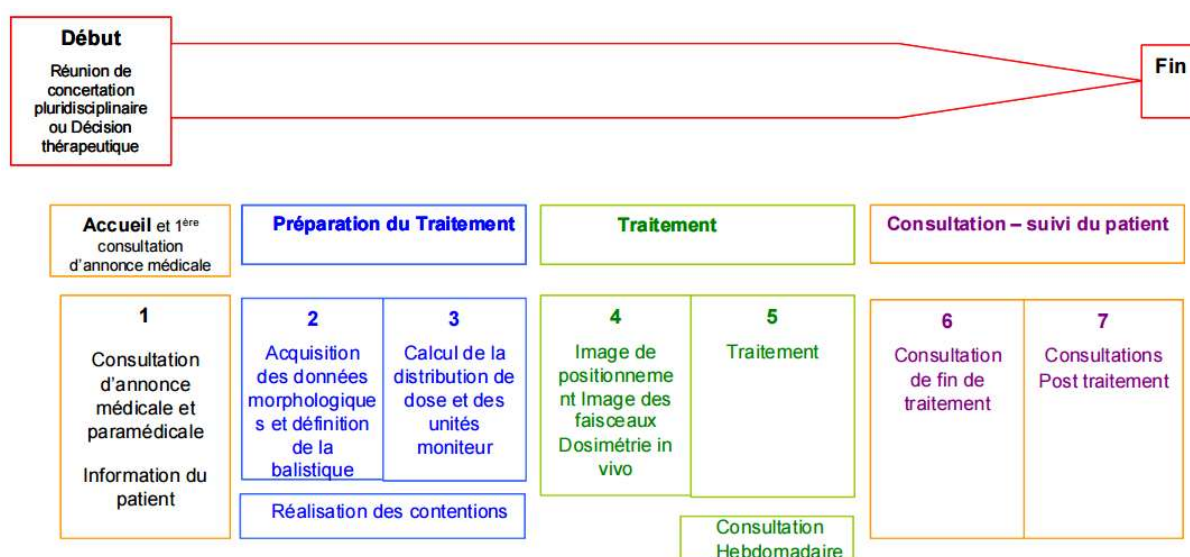 Début
Réunion de
concertation
pluridisciplinaire
ou Décision
thérapeutique
Fin
Accueil et 1ère
consultation
d'annonce médicale
Préparation du Traitement
Traitement
Consultation – suivi du patient
1
Consultation
d'annonce
médicale et
paramédicale
Information du
patient
2
Acquisition
des données
morphologique
s et définition
de la
balistique
3
Calcul de la
distribution de
dose et des
unités
moniteur
Réalisation des contentions
4
Image de
positionneme
nt Image des
faisceaux
Dosimétrie in
vivo
5
Traitement
Consultation
Hebdomadaire
6
Consultation
de fin de
traitement
7
Consultations
Post traitement